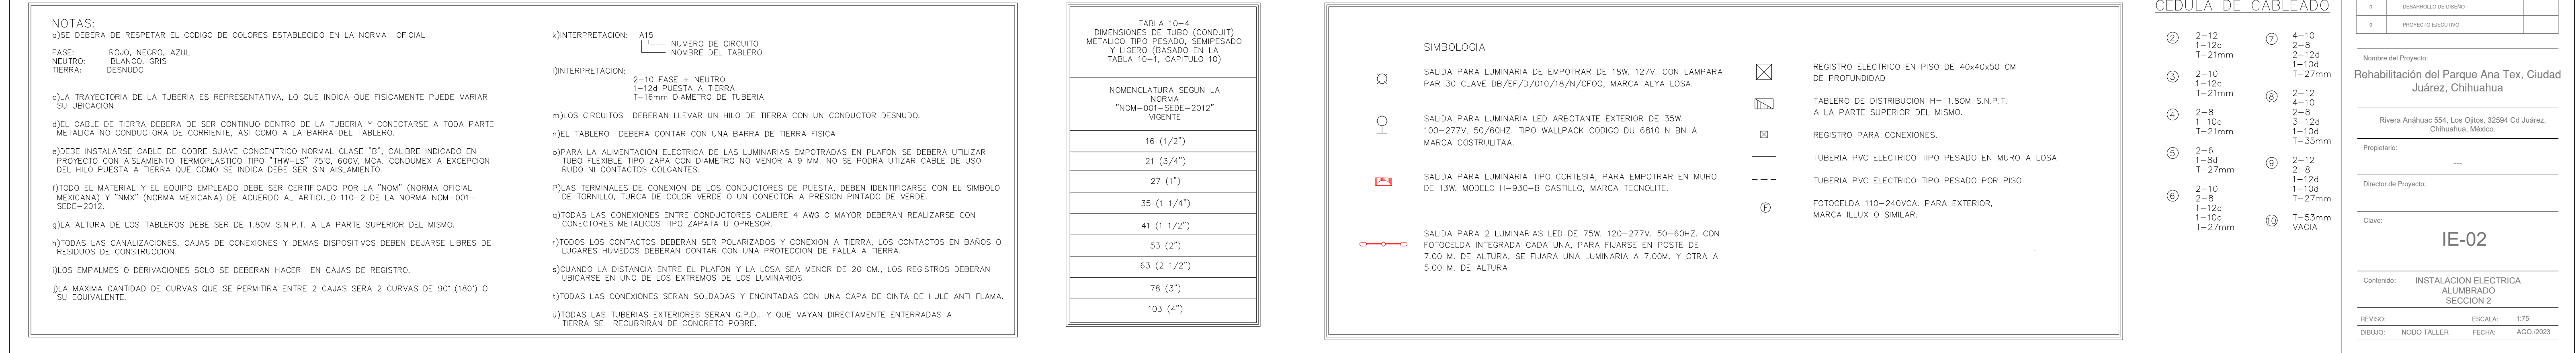 NOTAS:
a)SE DEBERA DE RESPETAR EL CODIGO DE COLORES ESTABLECIDO EN LA NORMA OFICIAL
FASE: ROJO, NEGRO, AZUL
NEUTRO: BLANCO, GRIS
TIERRA: DESNUDO
c)LA TRAYECTORIA DE LA TUBERIA ES REPRESENTATIVA, LO QUE INDICA QUE FISICAMENTE PUEDE VARIAR
SU UBICACION.
d)EL CABLE DE TIERRA DEBERA DE SER CONTINUO DENTRO DE LA TUBERIA Y CONECTARSE A TODA PARTE
METALICA NO CONDUCTORA DE CORRIENTE, ASI COMO A LA BARRA DEL TABLERO.
e)DEBE INSTALARSE CABLE DE COBRE SUAVE CONCENTRICO NORMAL CLASE "B", CALIBRE INDICADO EN
PROYECTO CON AISLAMIENTO TERMOPLASTICO TIPO "THW-LS" 75°C, 600V, MCA. CONDUMEX A EXCEPCION
DEL HILO PUESTA A TIERRA QUE COMO SE INDICA DEBE SER SIN AISLAMIENTO.
f)TODO EL MATERIAL Y EL EQUIPO EMPLEADO DEBE SER CERTIFICADO POR LA "NOM" (NORMA OFICIAL
MEXICANA) Y "NMX" (NORMA MEXICANA) DE ACUERDO AL ARTICULO 110-2 DE LA NORMA NOM-001-
SEDE-2012.
g)LA ALTURA DE LOS TABLEROS DEBE SER DE 1.80M S.N.P.T. A LA PARTE SUPERIOR DEL MISMO.
h)TODAS LAS CANALIZACIONES, CAJAS DE CONEXIONES Y DEMAS DISPOSITIVOS DEBEN DEJARSE LIBRES DE
RESIDUOS DE CONSTRUCCION.
i)LOS EMPALMES O DERIVACIONES SOLO SE DEBERAN HACER EN CAJAS DE REGISTRO.
j)LA MAXIMA CANTIDAD DE CURVAS QUE SE PERMITIRA ENTRE 2 CAJAS SERA 2 CURVAS DE 90° (180°) O
SU EQUIVALENTE.
k)INTERPRETACION: A15
NUMERO DE CIRCUITO
NOMBRE DEL TABLERO
l)INTERPRETACION:
2-10 FASE + NEUTRO
1-12d PUESTA A TIERRA
T-16mm DIAMETRO DE TUBERIA
m)LOS CIRCUITOS DEBERAN LLEVAR UN HILO DE TIERRA CON UN CONDUCTOR DESNUDO.
n)EL TABLERO DEBERA CONTAR CON UNA BARRA DE TIERRA FISICA
o)PARA LA ALIMENTACION ELECTRICA DE LAS LUMINARIAS EMPOTRADAS EN PLAFON SE DEBERA UTILIZAR
TUBO FLEXIBLE TIPO ZAPA CON DIAMETRO NO MENOR A 9 MM. NO SE PODRA UTIZAR CABLE DE USO
RUDO NI CONTACTOS COLGANTES.
P)LAS TERMINALES DE CONEXION DE LOS CONDUCTORES DE PUESTA, DEBEN IDENTIFICARSE CON EL SIMBOLO
DE TORNILLO, TURCA DE COLOR VERDE O UN CONECTOR A PRESION PINTADO DE VERDE.
q)TODAS LAS CONEXIONES ENTRE CONDUCTORES CALIBRE 4 AWG O MAYOR DEBERAN REALIZARSE CON
CONECTORES METALICOS TIPO ZAPATA U OPRESOR.
r)TODOS LOS CONTACTOS DEBERAN SER POLARIZADOS Y CONEXION A TIERRA, LOS CONTACTOS EN BAÑOS O
LUGARES HUMEDOS DEBERAN CONTAR CON UNA PROTECCION DE FALLA A TIERRA.
s)CUANDO LA DISTANCIA ENTRE EL PLAFON Y LA LOSA SEA MENOR DE 20 CM., LOS REGISTROS DEBERAN
UBICARSE EN UNO DE LOS EXTREMOS DE LOS LUMINARIOS.
t)TODAS LAS CONEXIONES SERAN SOLDADAS Y ENCINTADAS CON UNA CAPA DE CINTA DE HULE ANTI FLAMA.
u)TODAS LAS TUBERIAS EXTERIORES SERAN G.P.D.. Y QUE VAYAN DIRECTAMENTE ENTERRADAS A
TIERRA SE RECUBRIRAN DE CONCRETO POBRE.
TABLA 10-4
DIMENSIONES DE TUBO (CONDUIT)
METALICO TIPO PESADO, SEMIPESADO
Y LIGERO (BASADO EN LA
TABLA 10-1, CAPITULO 10)
NOMENCLATURA SEGUN LA
NORMA
"NOM-001-SEDE-2012"
VIGENTE
16 (1/2")
21 (3/4")
27 (1")
35 (1 1/4")
41 (1 1/2")
53 (2")
63 (2 1/2")
78 (3")
103 (4")
SIMBOLOGIA
SALIDA PARA LUMINARIA DE EMPOTRAR DE 18W. 127V. CON LAMPARA
PAR 30 CLAVE DB/EF/D/010/18/N/CFOO, MARCA ALYA LOSA.
SALIDA PARA LUMINARIA LED ARBOTANTE EXTERIOR DE 35W.
100-277V, 50/60HZ. TIPO WALLPACK CODIGO DU 6810 N BN A
MARCA COSTRULITAA.
SALIDA PARA LUMINARIA TIPO CORTESIA, PARA EMPOTRAR EN MURO
DE 13W. MODELO H-930-B CASTILLO, MARCA TECNOLITE.
SALIDA PARA 2 LUMINARIAS LED DE 75W. 120-277V. 50-60HZ. CON
FOTOCELDA INTEGRADA CADA UNA, PARA FIJARSE EN POSTE DE
7.00 M. DE ALTURA, SE FIJARA UNA LUMINARIA A 7.00M. Y OTRA A
5.00 M. DE ALTURA
REGISTRO ELECTRICO EN PISO DE 40x40x50 CM
DE PROFUNDIDAD
TABLERO DE DISTRIBUCION H= 1.80M S.N.P.T.
A LA PARTE SUPERIOR DEL MISMO.
REGISTRO PARA CONEXIONES.
TUBERIA PVC ELECTRICO TIPO PESADO EN MURO A LOSA
TUBERIA PVC ELECTRICO TIPO PESADO POR PISO
F FOTOCELDA 110-240VCA. PARA EXTERIOR,
MARCA ILLUX O SIMILAR.
CEDULA DE CABLEADO
2 2-12
1-12d
T-21mm
3 2-10
1-12d
T-21mm
4 2-8
1-10d
T-21mm
5 2-6
1-8d
T-27mm
6 2-10
2-8
1-12d
1-10d
T-27mm
7 4-10
2-8
2-12d
1-10d
T-27mm
8 2-12
4-10
2-8
3-12d
1-10d
T-35mm
9 2-12
2-8
1-12d
1-10d
T-27mm
10 T-53mm
VACIA
0 DESARROLLO DE DISEÑO
0 PROYECTO EJECUTIVO
Nombre del Proyecto:
Rehabilitación del Parque Ana Tex, Ciudad
Juárez, Chihuahua
Rivera Anáhuac 554, Los Ojitos, 32594 Cd Juárez,
Chihuahua, México.
Propietario:
---
Director de Proyecto:
Clave:
IE-02
Contenido: INSTALACION ELECTRICA
ALUMBRADO
SECCION 2
REVISO: ESCALA: 1:75
DIBUJO: NODO TALLER FECHA: AGO./2023